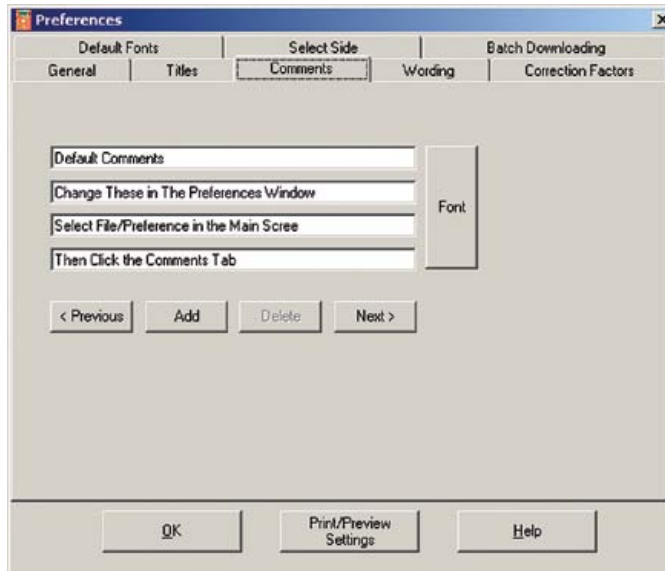 Preferences
Default Fonts Select Side Batch Downloading
General Titles Comments Wording Correction Factors
Default Comments
Change These in The Preferences Window
Font
Select File/Preference in the Main Scree
Then Click the Comments Tab
< Previous Add Delete Next >
OK Print/Preview Settings Help